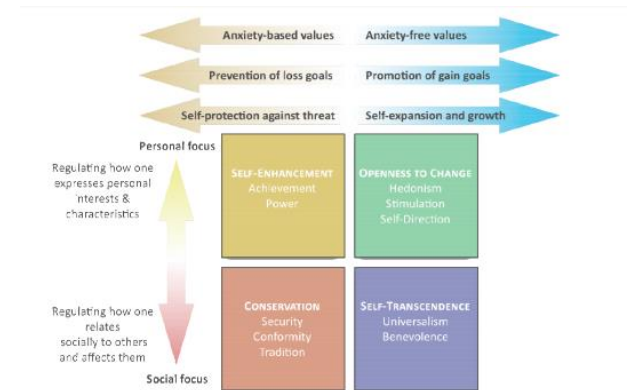 Anxiety-based values
Anxiety-free values
Prevention of loss goals
Promotion of gain goals
Self-protection against threat
Self-expansion and growth
Personal focus
Regulating how one
expresses personal
interests &
characteristics
SELF-ENHANCEMENT
Achievement
Power
OPENNESS TO CHANGE
Hedonism
Stimulation
Self-Direction
Regulating how one
relates
socially to others
and affects them
Social focus
CONSERVATION
Security
Conformity
Tradition
SELF-TRANSCENDENCE
Universalism
Benevolence